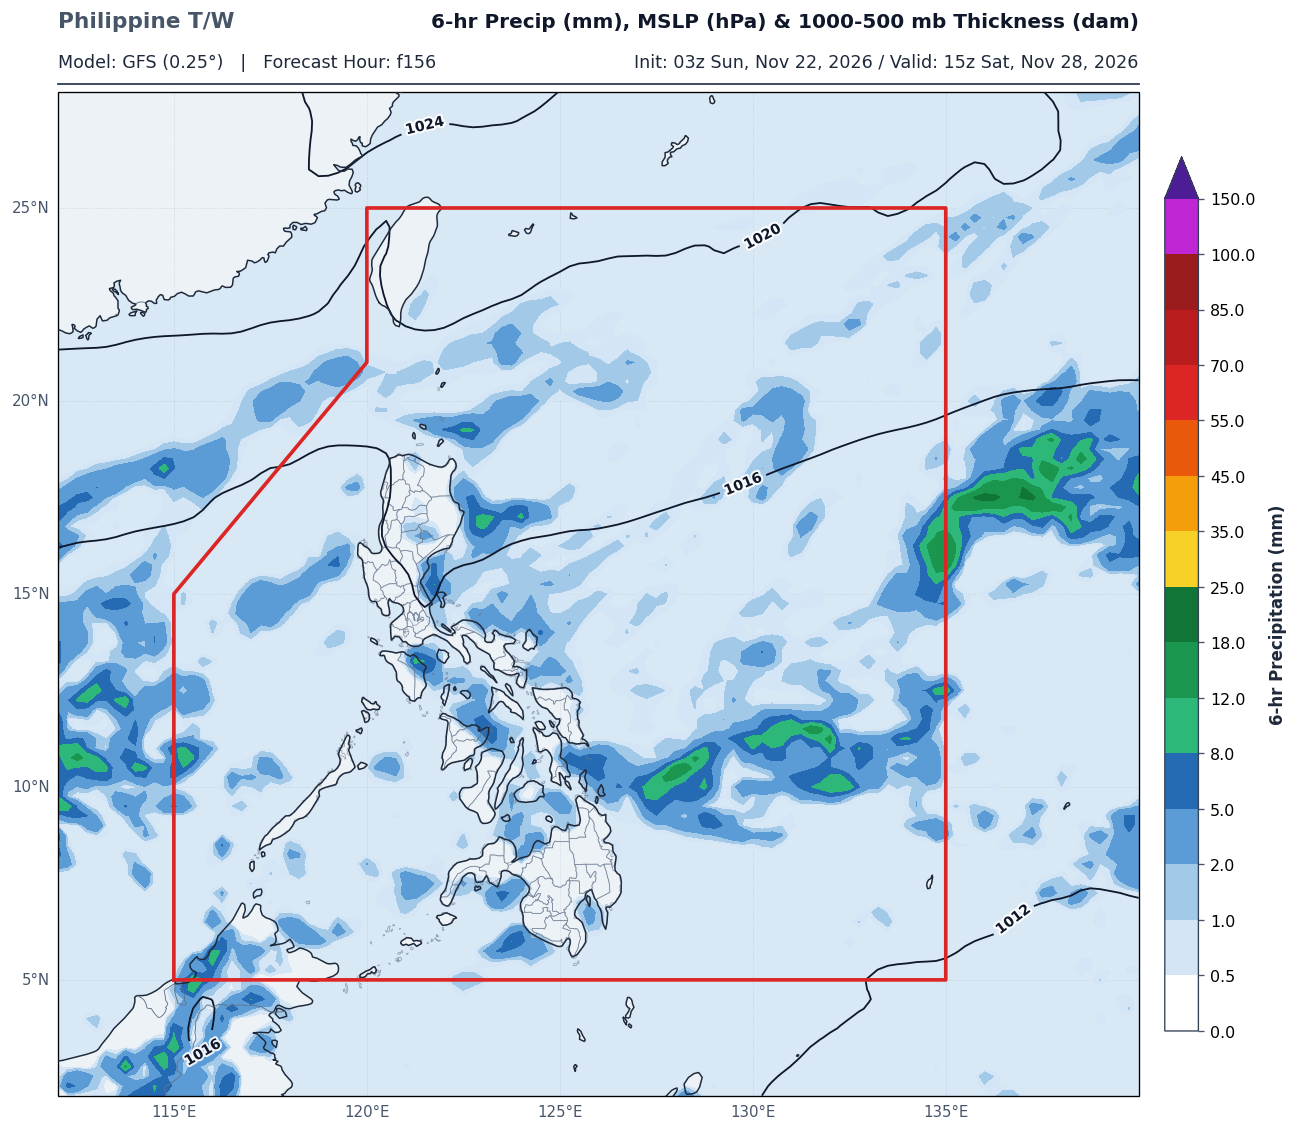 Philippine T/W
6-hr Precip (mm), MSLP (hPa) & 1000-500 mb Thickness (dam)
Model: GFS (0.25°) | Forecast Hour: f156
Init: 03z Sun, Nov 22, 2026 / Valid: 15z Sat, Nov 28, 2026
1024
1020
1016
1012
1016
25°N
20°N
15°N
10°N
5°N
115°E
120°E
125°E
130°E
135°E
150.0
100.0
85.0
70.0
55.0
45.0
35.0
25.0
18.0
12.0
8.0
5.0
2.0
1.0
0.5
0.0
6-hr Precipitation (mm)